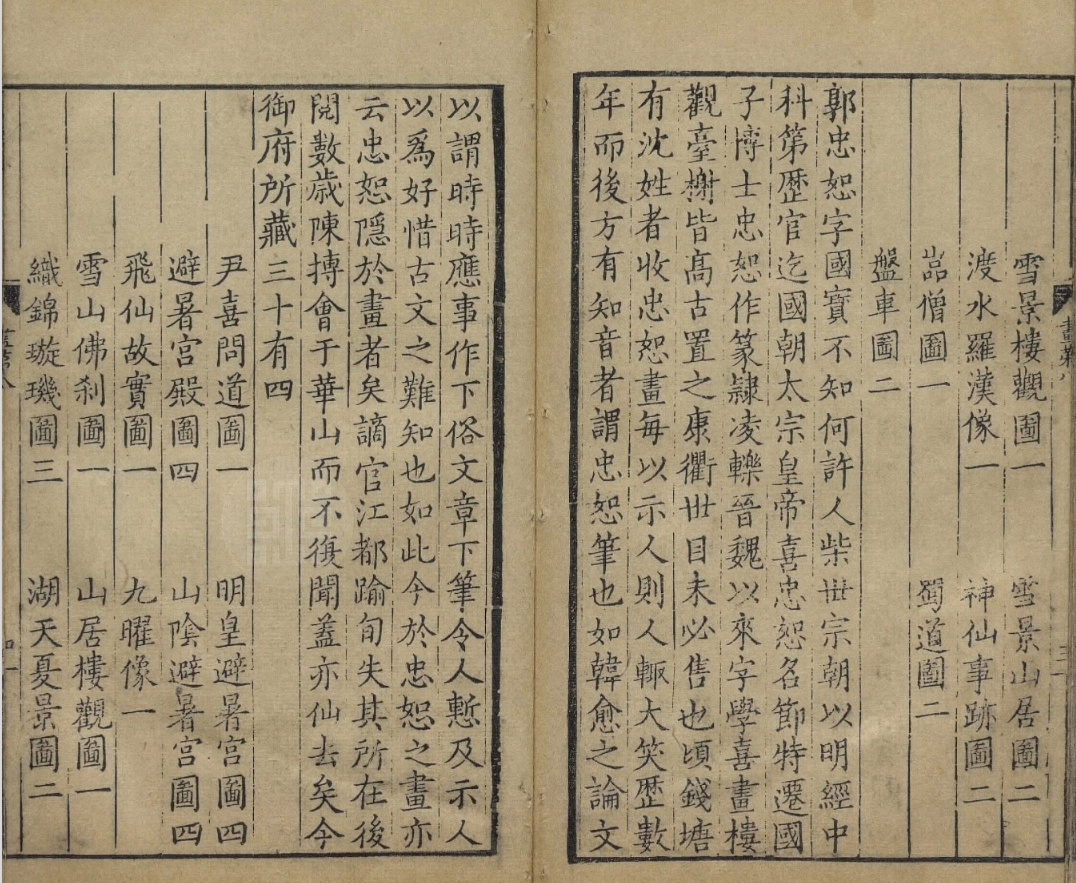 雪景樓觀圖一　雪景山居圖二
渡水羅漢像一　神仙事跡圖二
嵓僧圖一　蜀道圖二
盤車圖二
郭忠恕字國寳不知何許人柴世宗朝以明經中
科第歴官迄國朝太宗皇帝喜忠恕名節特遷國
子博士忠恕作篆隷凌轢晉魏以來字學喜畫樓
觀臺榭皆高古置之康衢世目未必售也頃錢塘
有沈姓者收忠恕畫每以示人則人輙大笑歴數
年而後方有知音者謂忠恕筆也如韓愈之論文
以謂時時應事作下俗文章下筆令人慙及示人
以爲好惜古文之難知也如此今於忠恕之畫亦
云忠恕隱於畫者矣謫官江都踰旬失其所在後
閱數歳陳摶會于華山而不復聞蓋亦仙去矣今
御府所藏三十有四
尹喜問道圖一　明皇避暑宫圖四
避暑宫殿圖四　山陰避暑宫圖四
飛仙故實圖一　九曜像一
雪山佛刹圖一　山居樓觀圖一
織錦璇璣圖三　湖天夏景圖二